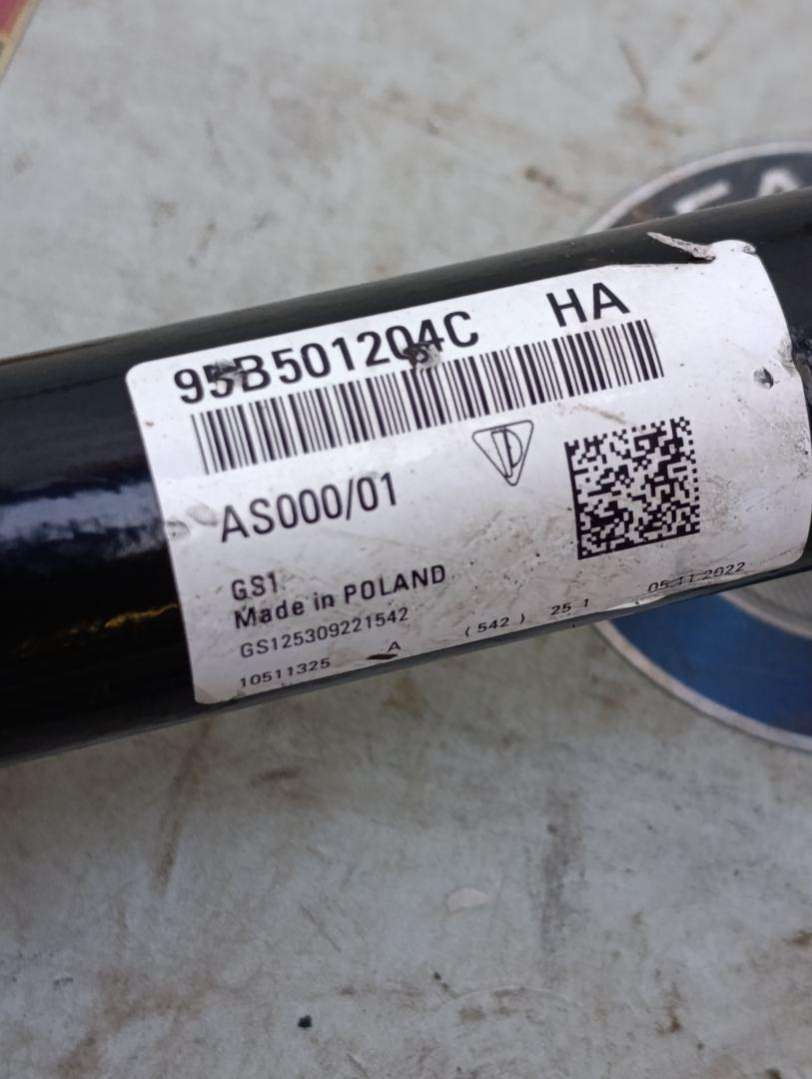 95B501204C HA
AS000/01
GS1
Made in POLAND
GS125309221542
10511325 A (542) 25 1 05.11.2022